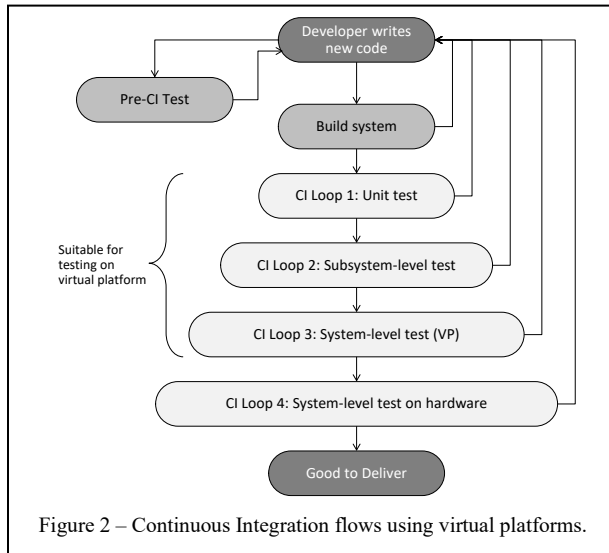 Developer writes
new code
Pre-CI Test
Build system
CI Loop 1: Unit test
Suitable for
testing on
virtual platform
CI Loop 2: Subsystem-level test
CI Loop 3: System-level test (VP)
CI Loop 4: System-level test on hardware
Good to Deliver
Figure 2 – Continuous Integration flows using virtual platforms.